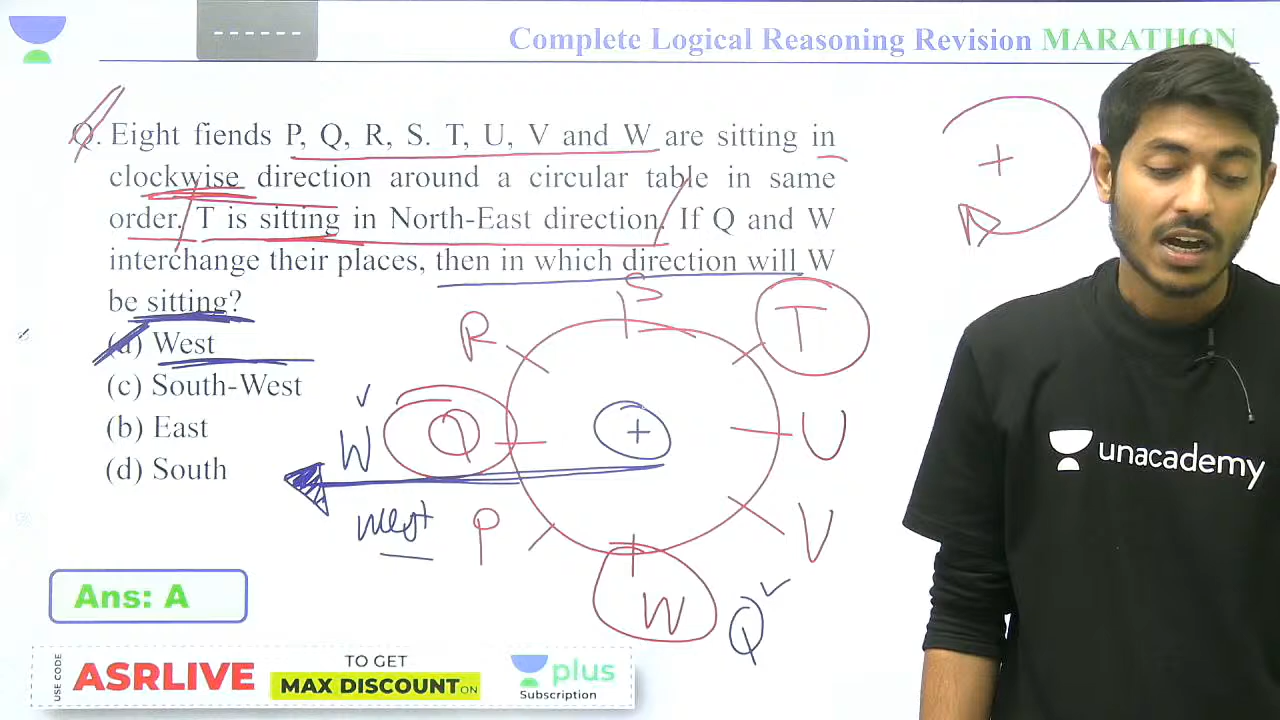 Complete Logical Reasoning Revision MARATHON
Q. Eight fiends P, Q, R, S. T, U, V and W are sitting in
clockwise direction around a circular table in same
order. T is sitting in North-East direction. If Q and W
interchange their places, then in which direction will W
be sitting?
(a) West
(c) South-West
(b) East
(d) South
S
R
T
W
Q
U
west
P
V
W
Q
Ans: A
USE CODE
ASRLIVE
TO GET
MAX DISCOUNT ON
plus
Subscription
unacademy